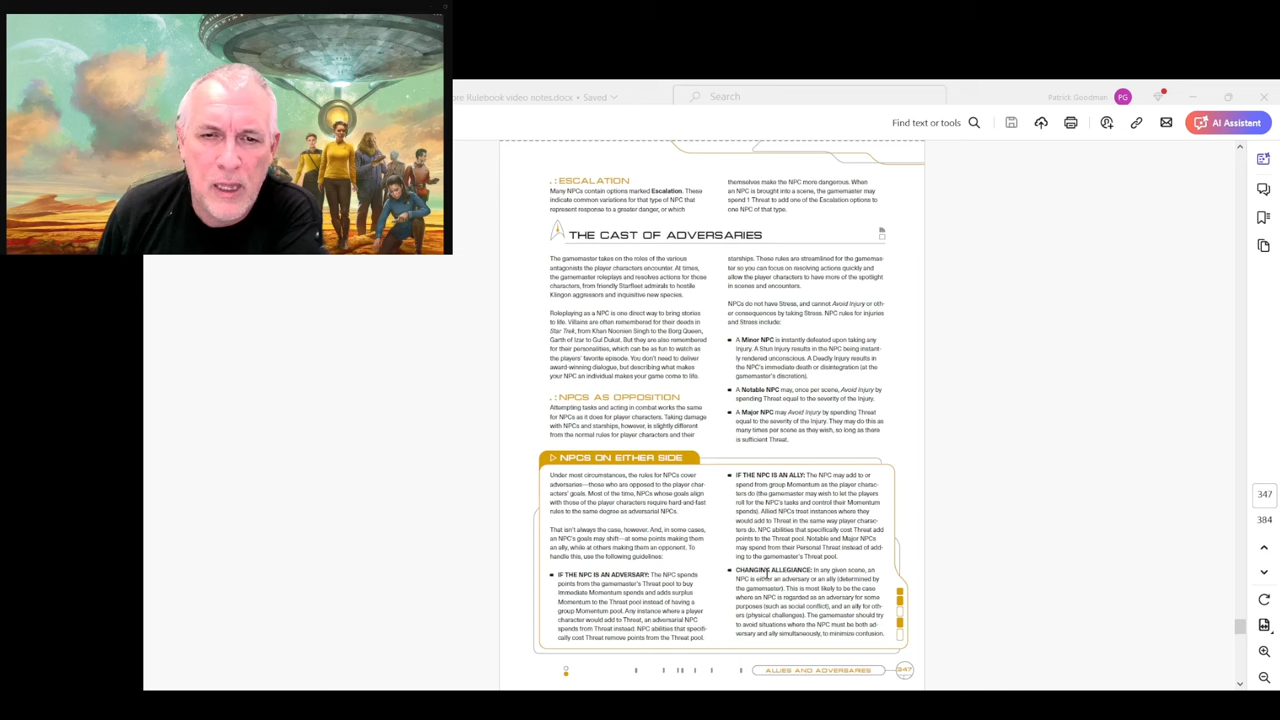 ore Rulebook video notes.docx • Saved
Search
Patrick Goodman
PG
Find text or tools
AI Assistant
.:ESCALATION
Many NPCs contain options marked Escalation. These
indicate common variations for that type of NPC that
represent response to a greater danger, or which
themselves make the NPC more dangerous. When
an NPC is brought into a scene, the gamemaster may
spend 1 Threat to add one of the Escalation options to
one NPC of that type.
THE CAST OF ADVERSARIES
The gamemaster takes on the roles of the various
antagonists the player characters encounter. At times,
the gamemaster roleplays and resolves actions for those
characters, from friendly Starfleet admirals to hostile
Klingon aggressors and inquisitive new species.
Roleplaying as a NPC is one direct way to bring stories
to life. Villains are often remembered for their deeds in
Star Trek, from Khan Noonien Singh to the Borg Queen,
Garth of Izar to Gul Dukat. But they are also remembered
for their personalities, which can be as fun to watch as
the players' favorite episode. You don't need to deliver
award-winning dialogue, but describing what makes
your NPC an individual makes your game come to life.
.:NPCS AS OPPOSITION
Attempting tasks and acting in combat works the same
for NPCs as it does for player characters. Taking damage
with NPCs and starships, however, is slightly different
from the normal rules for player characters and their
starships. These rules are streamlined for the gamemas-
ter so you can focus on resolving actions quickly and
allow the player characters to have more of the spotlight
in scenes and encounters.
NPCs do not have Stress, and cannot Avoid Injury or oth-
er consequences by taking Stress. NPC rules for injuries
and Stress include:
A Minor NPC is instantly defeated upon taking any
Injury. A Stun Injury results in the NPC being instant-
ly rendered unconscious. A Deadly Injury results in
the NPC's immediate death or disintegration (at the
gamemaster's discretion).
A Notable NPC may, once per scene, Avoid Injury by
spending Threat equal to the severity of the Injury.
A Major NPC may Avoid Injury by spending Threat
equal to the severity of the Injury. They may do this as
many times per scene as they wish, so long as there
is sufficient Threat.
NPCS ON EITHER SIDE
Under most circumstances, the rules for NPCs cover
adversaries—those who are opposed to the player char-
acters' goals. Most of the time, NPCs whose goals align
with those of the player characters require hard-and-fast
rules to the same degree as adversarial NPCs.
That isn't always the case, however. And, in some cases,
an NPC's goals may shift—at some points making them
an ally, while at others making them an opponent. To
handle this, use the following guidelines:
IF THE NPC IS AN ADVERSARY: The NPC spends
points from the gamemaster's Threat pool to buy
Immediate Momentum spends and adds surplus
Momentum to the Threat pool instead of having a
group Momentum pool. Any instance where a player
character would add to Threat, an adversarial NPC
spends from Threat instead. NPC abilities that specifi-
cally cost Threat remove points from the Threat pool.
IF THE NPC IS AN ALLY: The NPC may add to or
spend from group Momentum as the player charac-
ters do (the gamemaster may wish to let the players
roll for the NPC's tasks and control their Momentum
spends). Allied NPCs treat instances where they
would add to Threat in the same way player charac-
ters do. NPC abilities that specifically cost Threat add
points to the Threat pool. Notable and Major NPCs
may spend from their Personal Threat instead of add-
ing to the gamemaster's Threat pool.
CHANGING ALLEGIANCE: In any given scene, an
NPC is either an adversary or an ally (determined by
the gamemaster). This is most likely to be the case
where an NPC is regarded as an adversary for some
purposes (such as social conflict), and an ally for oth-
ers (physical challenges). The gamemaster should try
to avoid situations where the NPC must be both ad-
versary and ally simultaneously, to minimize confusion.
ALLIES AND ADVERSARIES
347
347
384